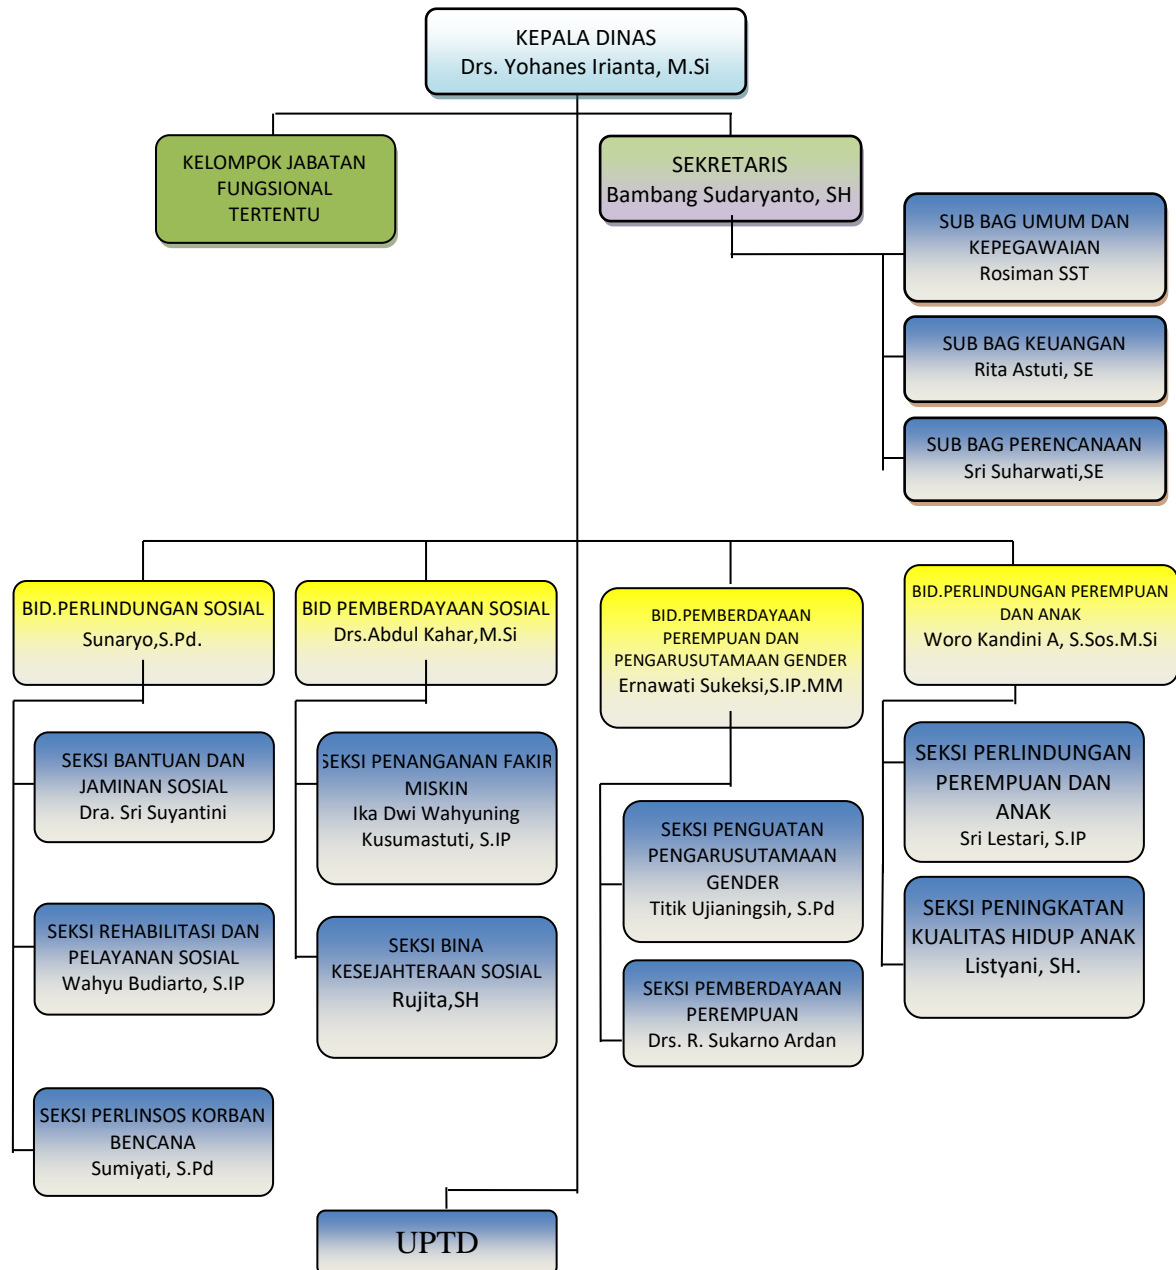 KEPALA DINAS
Drs. Yohanes Irianta, M.Si
KELOMPOK JABATAN
FUNGSIONAL
TERTENTU
SEKRETARIS
Bambang Sudaryanto, SH
SUB BAG UMUM DAN
KEPEGAWAIAN
Rosiman SST
SUB BAG KEUANGAN
Rita Astuti, SE
SUB BAG PERENCANAAN
Sri Suharwati,SE
BID.PERLINDUNGAN SOSIAL
Sunaryo,S.Pd.
BID PEMBERDAYAAN SOSIAL
Drs.Abdul Kahar,M.Si
BID.PEMBERDAYAAN
PEREMPUAN DAN
PENGARUSUTAMAAN GENDER
Ernawati Sukeksi,S.IP.MM
BID.PERLINDUNGAN PEREMPUAN
DAN ANAK
Woro Kandini A, S.Sos.M.Si
SEKSI BANTUAN DAN
JAMINAN SOSIAL
Dra. Sri Suyantini
SEKSI REHABILITASI DAN
PELAYANAN SOSIAL
Wahyu Budiarto, S.IP
SEKSI PERLINSOS KORBAN
BENCANA
Sumiyati, S.Pd
SEKSI PENANGANAN FAKIR
MISKIN
Ika Dwi Wahyuning
Kusumastuti, S.IP
SEKSI BINA
KESEJAHTERAAN SOSIAL
Rujita,SH
SEKSI PENGUATAN
PENGARUSUTAMAAN
GENDER
Titik Ujianingsih, S.Pd
SEKSI PEMBERDAYAAN
PEREMPUAN
Drs. R. Sukarno Ardan
SEKSI PERLINDUNGAN
PEREMPUAN DAN
ANAK
Sri Lestari, S.IP
SEKSI PENINGKATAN
KUALITAS HIDUP ANAK
Listyani, SH.
UPTD